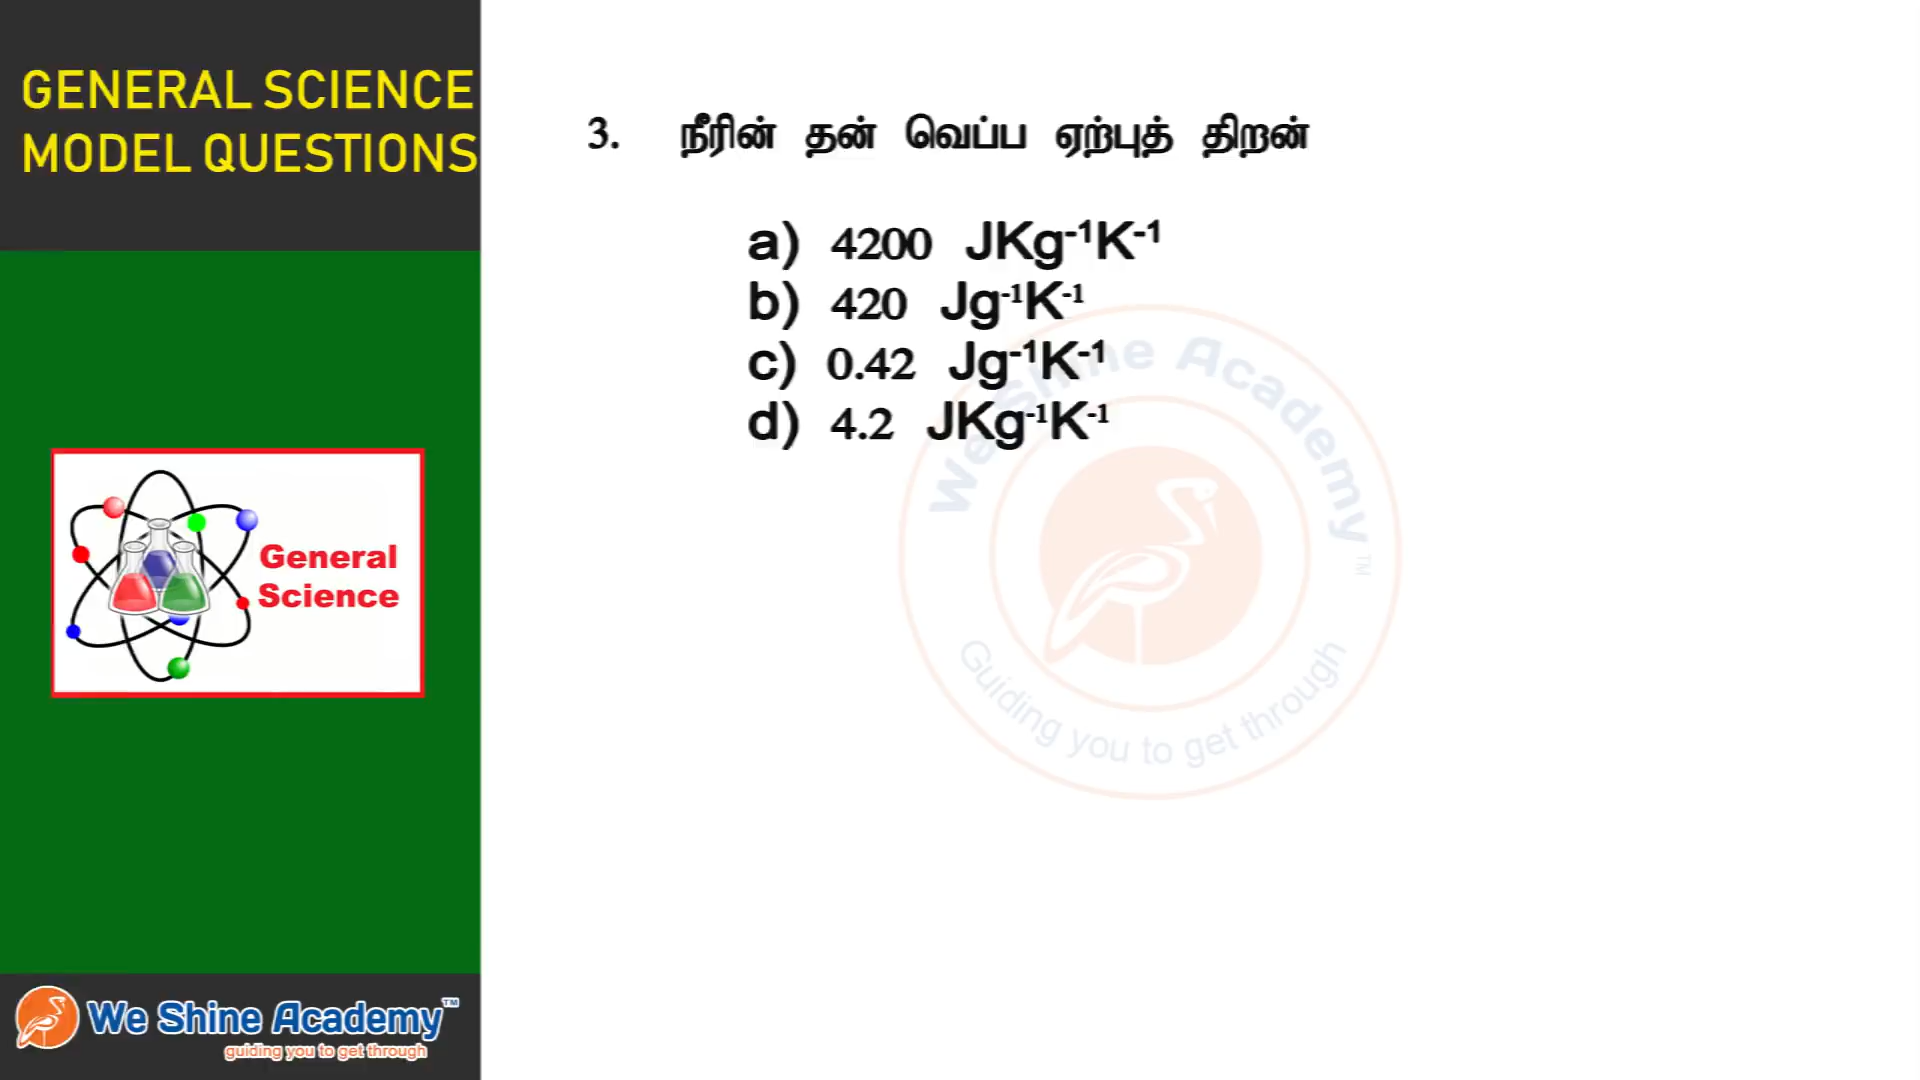 GENERAL SCIENCE
MODEL QUESTIONS
3. நீரின் தன் வெப்ப ஏற்புத் திறன்
a) 4200 JKg⁻¹K⁻¹
b) 420 Jg⁻¹K⁻¹
c) 0.42 Jg⁻¹K⁻¹
d) 4.2 JKg⁻¹K⁻¹
We Shine Academy™
Guiding you to get through
General
Science
We Shine Academy™
guiding you to get through